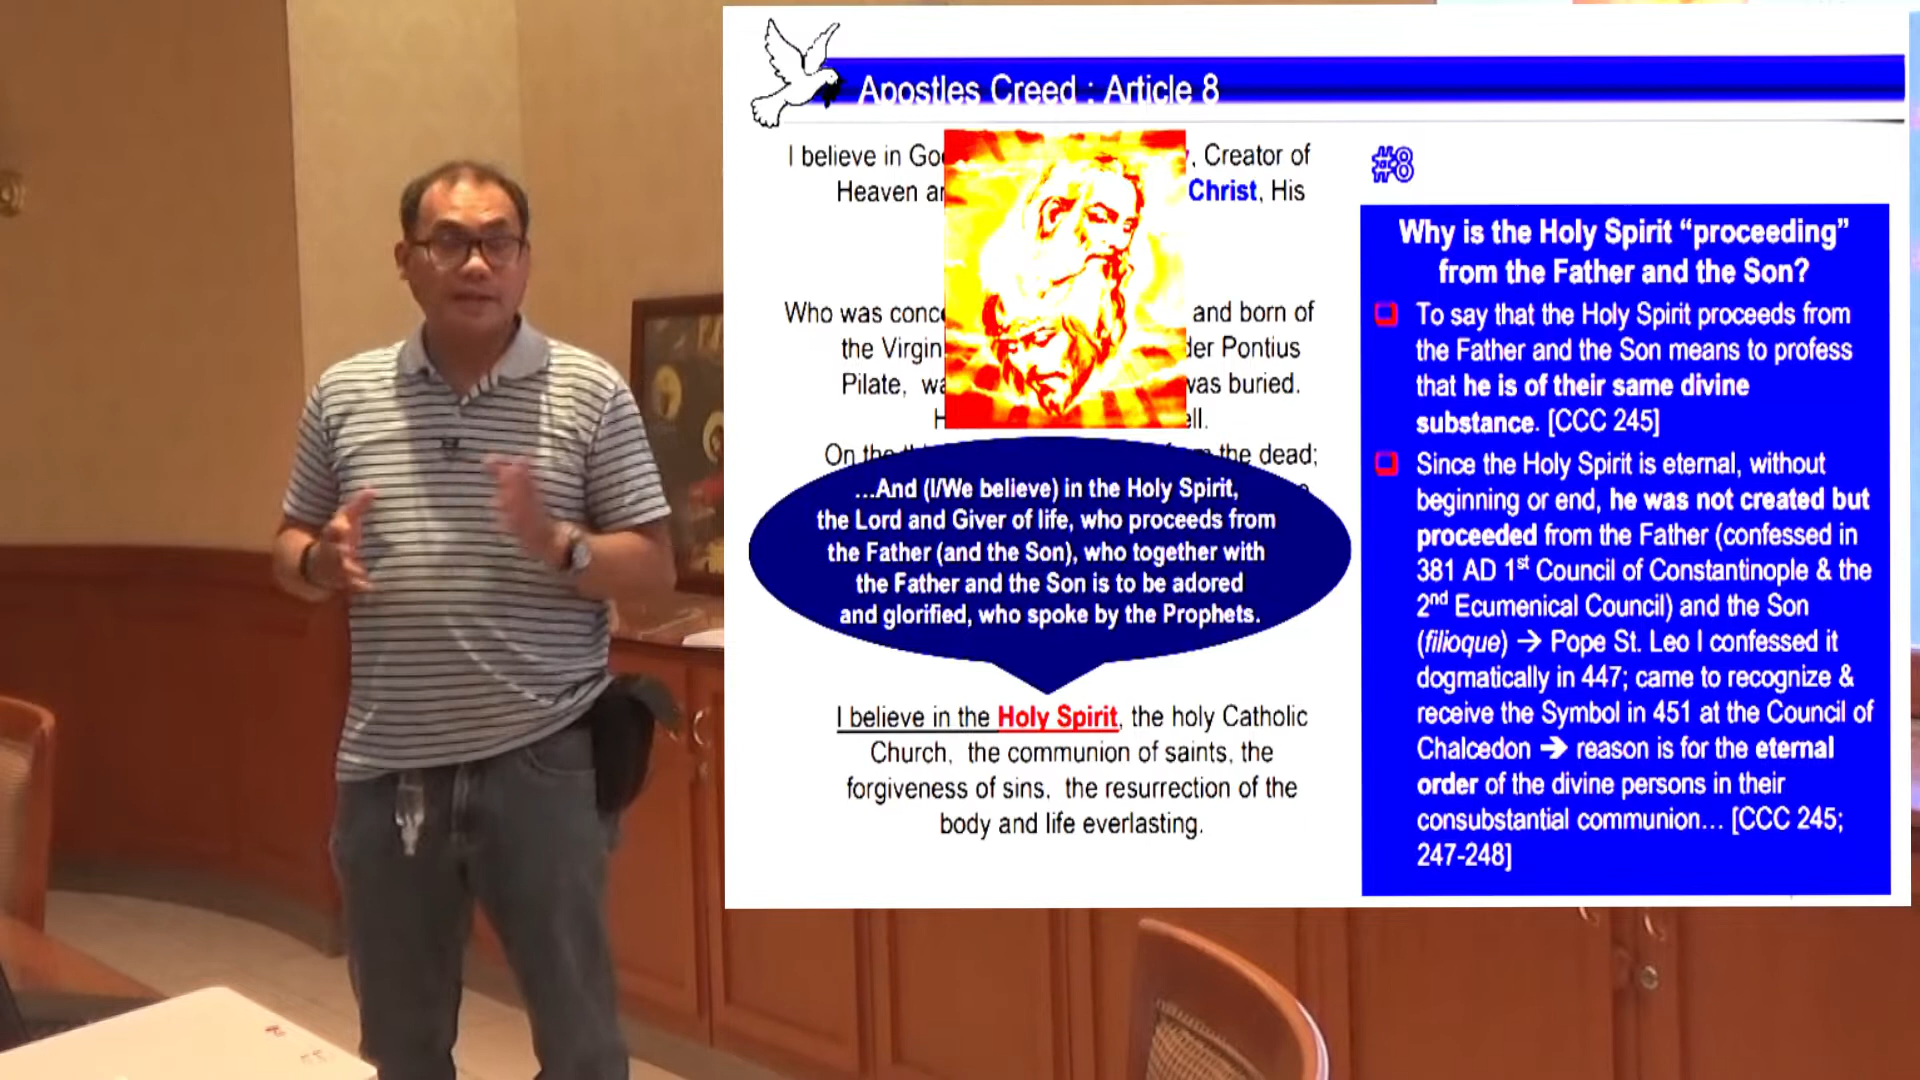 Apostles Creed : Article 8
I believe in Go , Creator of
Heaven Christ, His
Who was and born of
the Virgin Pontius
Pilate, was buried.
On the the dead;
…And (I/We believe) in the Holy Spirit,
the Lord and Giver of life, who proceeds from
the Father (and the Son), who together with
the Father and the Son is to be adored
and glorified, who spoke by the Prophets.
I believe in the Holy Spirit, the holy Catholic
Church, the communion of saints, the
forgiveness of sins, the resurrection of the
body and life everlasting.
#8
Why is the Holy Spirit “proceeding”
from the Father and the Son?
To say that the Holy Spirit proceeds from
the Father and the Son means to profess
that he is of their same divine
substance. [CCC 245]
Since the Holy Spirit is eternal, without
beginning or end, he was not created but
proceeded from the Father (confessed in
381 AD 1st Council of Constantinople & the
2nd Ecumenical Council) and the Son
(filioque) → Pope St. Leo I confessed it
dogmatically in 447; came to recognize &
receive the Symbol in 451 at the Council of
Chalcedon → reason is for the eternal
order of the divine persons in their
consubstantial communion… [CCC 245;
247-248]